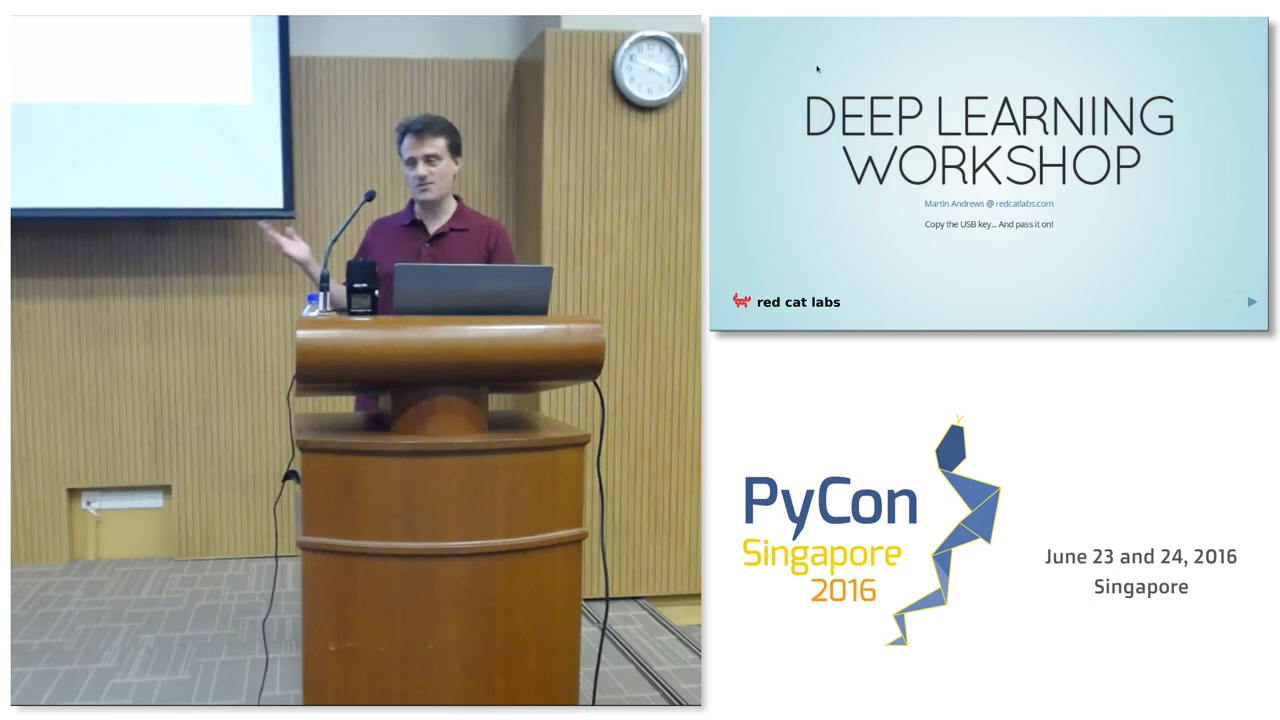 DEEP LEARNING
WORKSHOP
Martin Andrews @ redcatlabs.com
Copy the USB key... And pass it on!
red cat labs
PyCon
Singapore
2016
June 23 and 24, 2016
Singapore